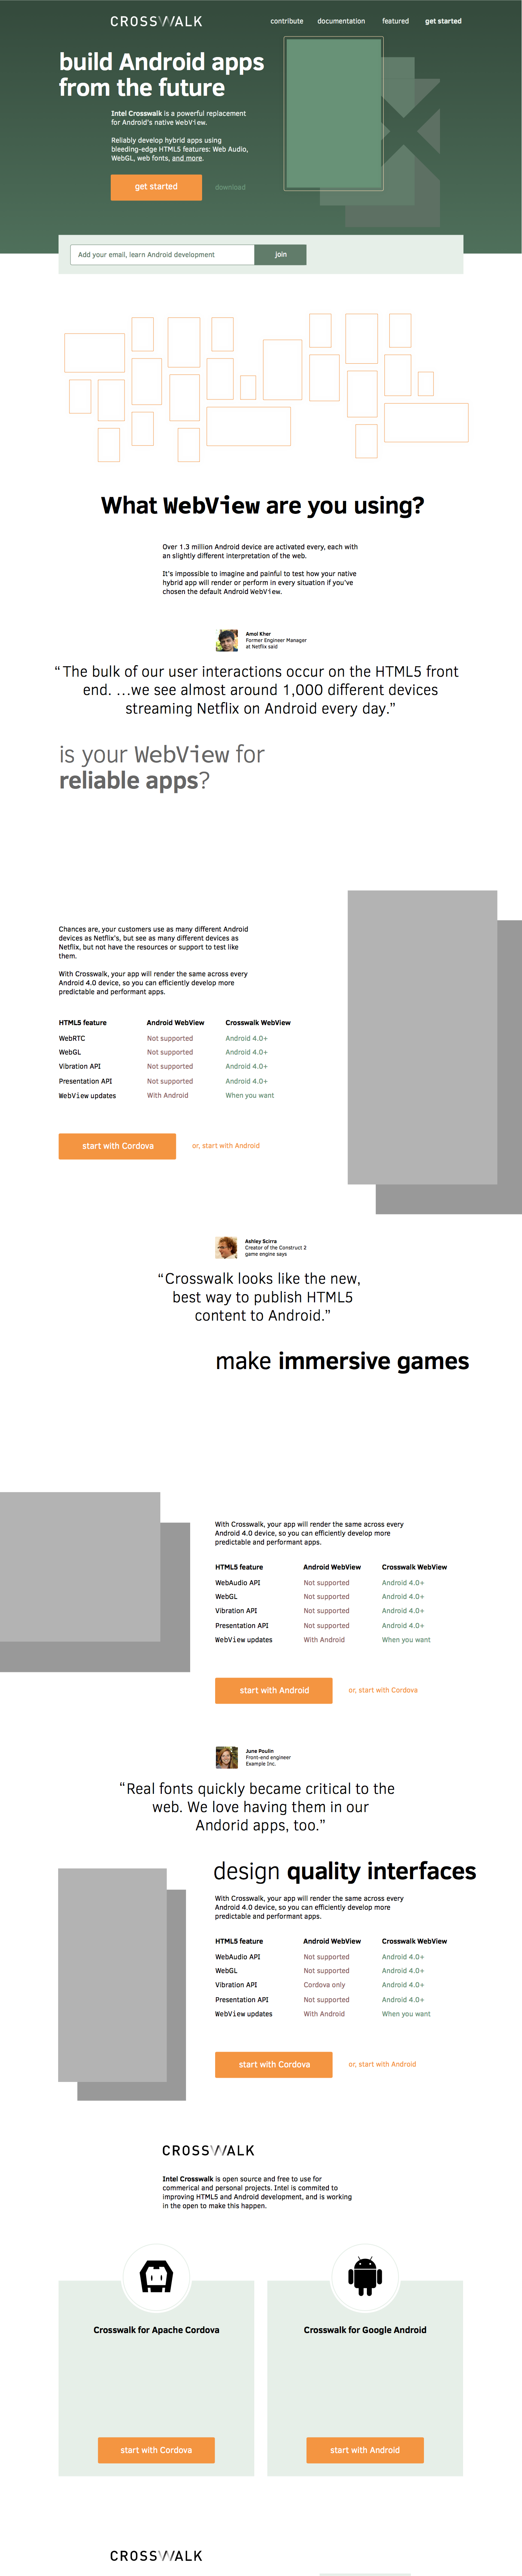 CROSSWALK
contribute documentation featured get started
build Android apps
from the future
Intel Crosswalk is a powerful replacement
for Android's native WebView.
Reliably develop hybrid apps using
bleeding-edge HTML5 features: Web Audio,
WebGL, web fonts, and more.
get started download
Add your email, learn Android development join
What WebView are you using?
Over 1.3 million Android device are activated every, each with
an slightly different interpretation of the web.
It's impossible to imagine and painful to test how your native
hybrid app will render or perform in every situation if you've
chosen the default Android WebView.
Amol Kher
Former Engineer Manager
at Netflix said
“The bulk of our user interactions occur on the HTML5 front
end. …we see almost around 1,000 different devices
streaming Netflix on Android every day.”
is your WebView for
reliable apps?
Chances are, your customers use as many different Android
devices as Netflix's, but see as many different devices as
Netflix, but not have the resources or support to test like
them.
With Crosswalk, your app will render the same across every
Android 4.0 device, so you can efficiently develop more
predictable and performant apps.
HTML5 feature Android WebView Crosswalk WebView
WebRTC Not supported Android 4.0+
WebGL Not supported Android 4.0+
Vibration API Not supported Android 4.0+
Presentation API Not supported Android 4.0+
WebView updates With Android When you want
start with Cordova or, start with Android
Ashley Scirra
Creator of the Construct 2
game engine says
“Crosswalk looks like the new,
best way to publish HTML5
content to Android.”
make immersive games
With Crosswalk, your app will render the same across every
Android 4.0 device, so you can efficiently develop more
predictable and performant apps.
HTML5 feature Android WebView Crosswalk WebView
WebAudio API Not supported Android 4.0+
WebGL Not supported Android 4.0+
Vibration API Not supported Android 4.0+
Presentation API Not supported Android 4.0+
WebView updates With Android When you want
start with Android or, start with Cordova
June Poulin
Front-end engineer
Example Inc.
“Real fonts quickly became critical to the
web. We love having them in our
Andorid apps, too.”
design quality interfaces
With Crosswalk, your app will render the same across every
Android 4.0 device, so you can efficiently develop more
predictable and performant apps.
HTML5 feature Android WebView Crosswalk WebView
WebAudio API Not supported Android 4.0+
WebGL Not supported Android 4.0+
Vibration API Cordova only Android 4.0+
Presentation API Not supported Android 4.0+
WebView updates With Android When you want
start with Cordova or, start with Android
CROSSWALK
Intel Crosswalk is open source and free to use for
commerical and personal projects. Intel is commited to
improving HTML5 and Android development, and is working
in the open to make this happen.
Crosswalk for Apache Cordova Crosswalk for Google Android
start with Cordova start with Android
CROSSWALK